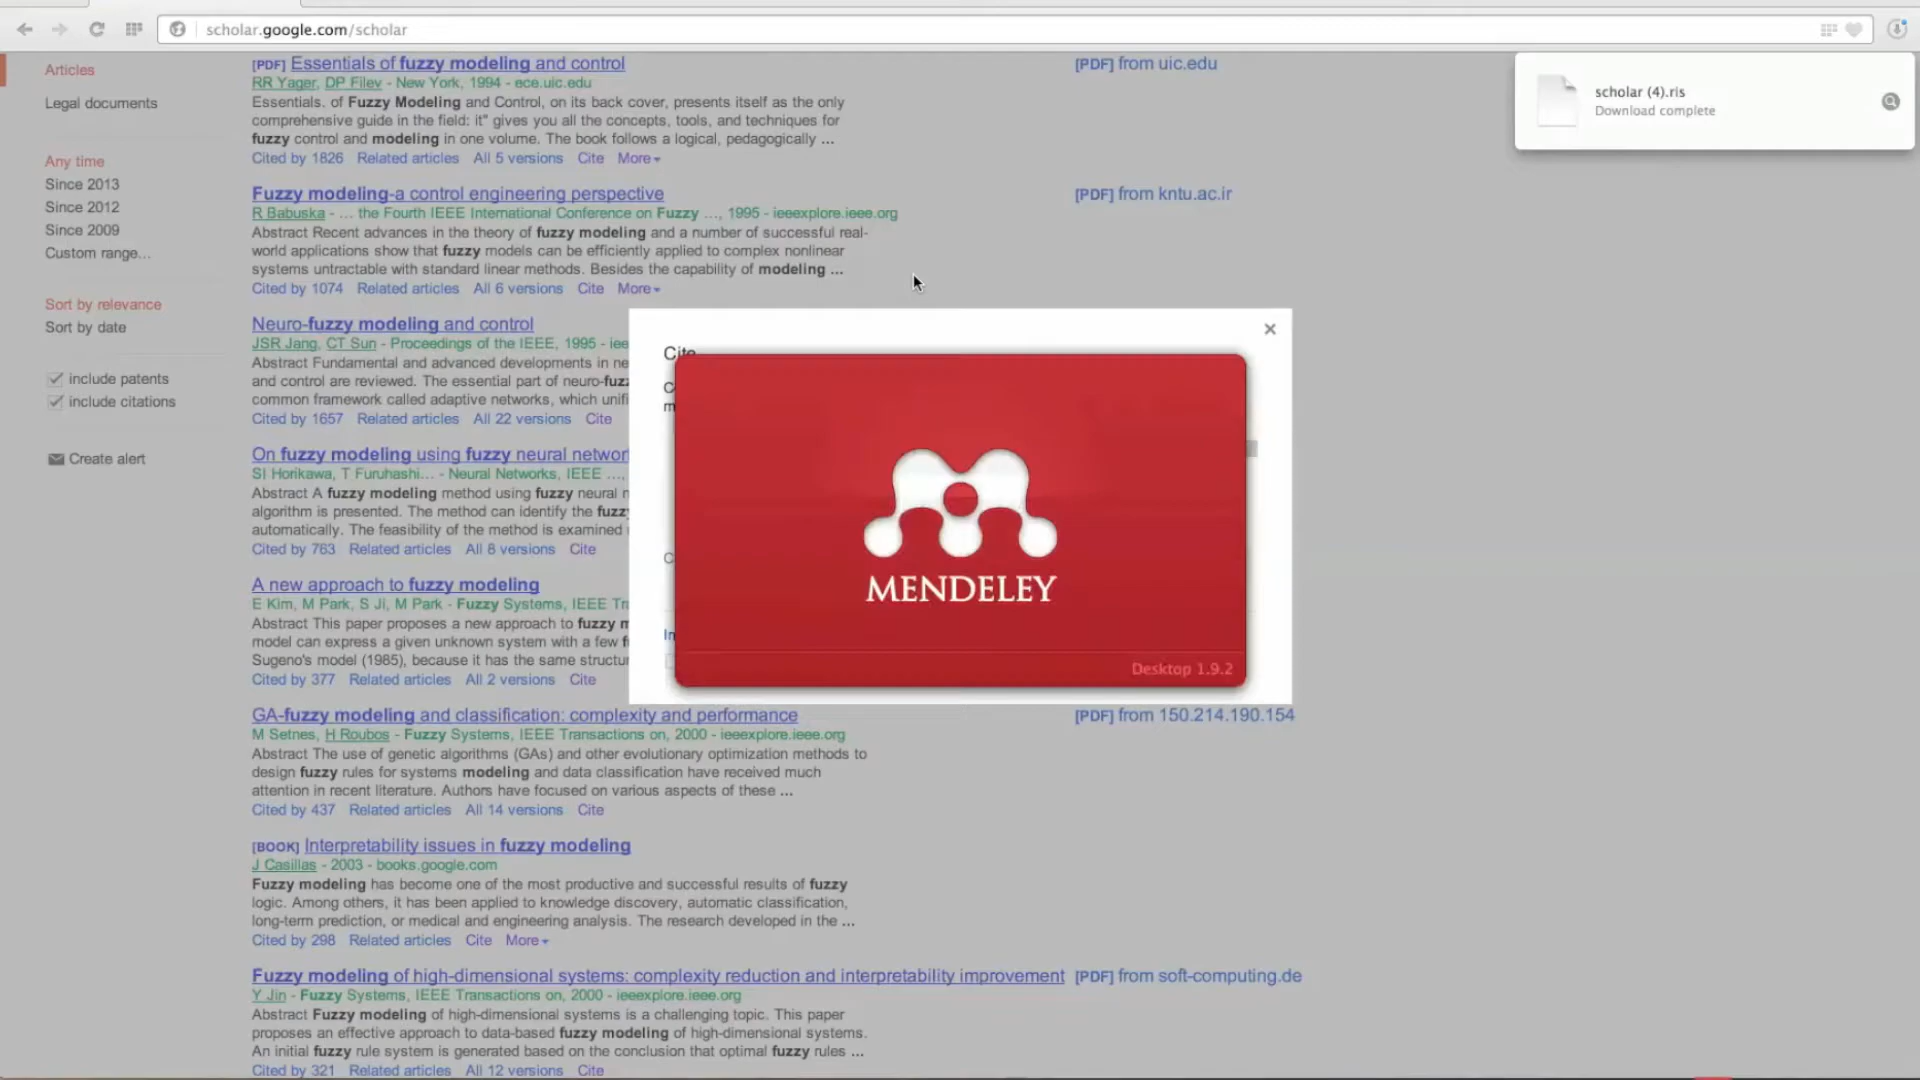 scholar.google.com/scholar
scholar (4).ris
Download complete
Articles
Legal documents
Any time
Since 2013
Since 2012
Since 2009
Custom range...
Sort by relevance
Sort by date
include patents
include citations
Create alert
[PDF] Essentials of fuzzy modeling and control
[PDF] from uic.edu
RR Yager, DP Filev - New York, 1994 - ece.uic.edu
Essentials. of Fuzzy Modeling and Control, on its back cover, presents itself as the only
comprehensive guide in the field: it" gives you all the concepts, tools, and techniques for
fuzzy control and modeling in one volume. The book follows a logical, pedagogically ...
Cited by 1826 Related articles All 5 versions Cite More
Fuzzy modeling-a control engineering perspective
[PDF] from kntu.ac.ir
R Babuska - ... the Fourth IEEE International Conference on Fuzzy ..., 1995 - ieeexplore.ieee.org
Abstract Recent advances in the theory of fuzzy modeling and a number of successful real-
world applications show that fuzzy models can be efficiently applied to complex nonlinear
systems untractable with standard linear methods. Besides the capability of modeling ...
Cited by 1074 Related articles All 6 versions Cite More
Neuro-fuzzy modeling and control
JSR Jang, CT Sun - Proceedings of the IEEE, 1995 - iee
Abstract Fundamental and advanced developments in ne
and control are reviewed. The essential part of neuro-fuz
common framework called adaptive networks, which unifi
Cited by 1657 Related articles All 22 versions Cite
On fuzzy modeling using fuzzy neural networ
SI Horikawa, T Furuhashi... - Neural Networks, IEEE ...,
Abstract A fuzzy modeling method using fuzzy neural n
algorithm is presented. The method can identify the fuzz
automatically. The feasibility of the method is examined
Cited by 763 Related articles All 8 versions Cite
A new approach to fuzzy modeling
E Kim, M Park, S Ji, M Park - Fuzzy Systems, IEEE Tr
Abstract This paper proposes a new approach to fuzzy m
model can express a given unknown system with a few f
Sugeno's model (1985), because it has the same structur
Cited by 377 Related articles All 2 versions Cite
GA-fuzzy modeling and classification: complexity and performance
[PDF] from 150.214.190.154
M Setnes, H Roubos - Fuzzy Systems, IEEE Transactions on, 2000 - ieeexplore.ieee.org
Abstract The use of genetic algorithms (GAs) and other evolutionary optimization methods to
design fuzzy rules for systems modeling and data classification have received much
attention in recent literature. Authors have focused on various aspects of these ...
Cited by 437 Related articles All 14 versions Cite
[BOOK] Interpretability issues in fuzzy modeling
J Casillas - 2003 - books.google.com
Fuzzy modeling has become one of the most productive and successful results of fuzzy
logic. Among others, it has been applied to knowledge discovery, automatic classification,
long-term prediction, or medical and engineering analysis. The research developed in the ...
Cited by 298 Related articles Cite More
Fuzzy modeling of high-dimensional systems: complexity reduction and interpretability improvement
[PDF] from soft-computing.de
Y Jin - Fuzzy Systems, IEEE Transactions on, 2000 - ieeexplore.ieee.org
Abstract Fuzzy modeling of high-dimensional systems is a challenging topic. This paper
proposes an effective approach to data-based fuzzy modeling of high-dimensional systems.
An initial fuzzy rule system is generated based on the conclusion that optimal fuzzy rules ...
Cited by 321 Related articles All 12 versions Cite
Cite
MENDELEY
Desktop 1.9.2